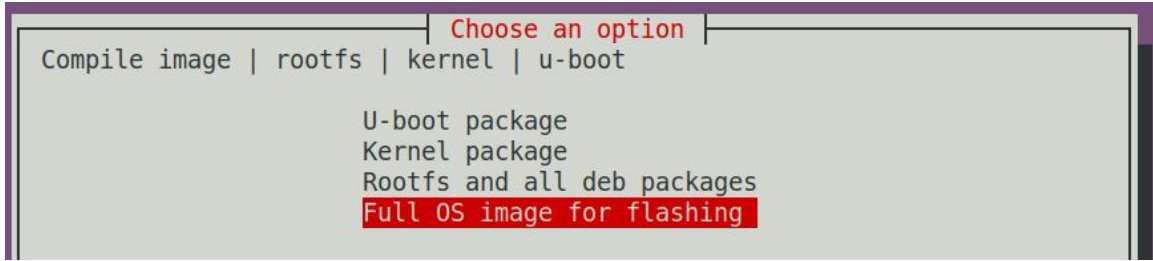 Choose an option
Compile image | rootfs | kernel | u-boot
U-boot package
Kernel package
Rootfs and all deb packages
Full OS image for flashing